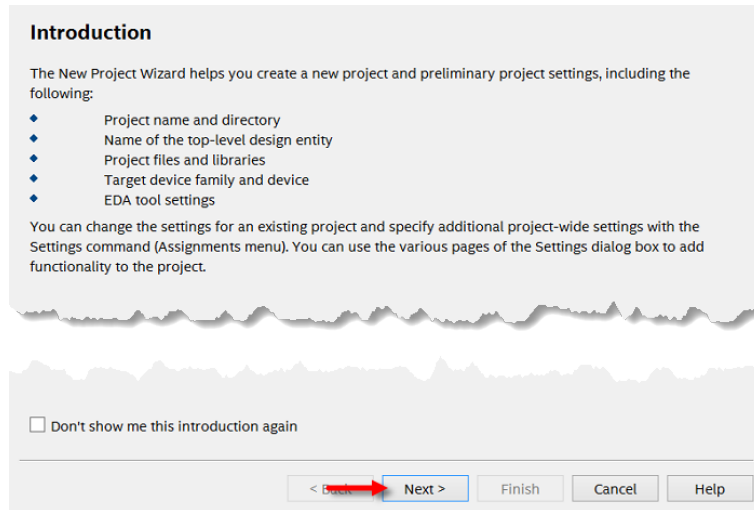 Introduction
The New Project Wizard helps you create a new project and preliminary project settings, including the
following:
Project name and directory
Name of the top-level design entity
Project files and libraries
Target device family and device
EDA tool settings
You can change the settings for an existing project and specify additional project-wide settings with the
Settings command (Assignments menu). You can use the various pages of the Settings dialog box to add
functionality to the project.
Don't show me this introduction again
< Back Next > Finish Cancel Help